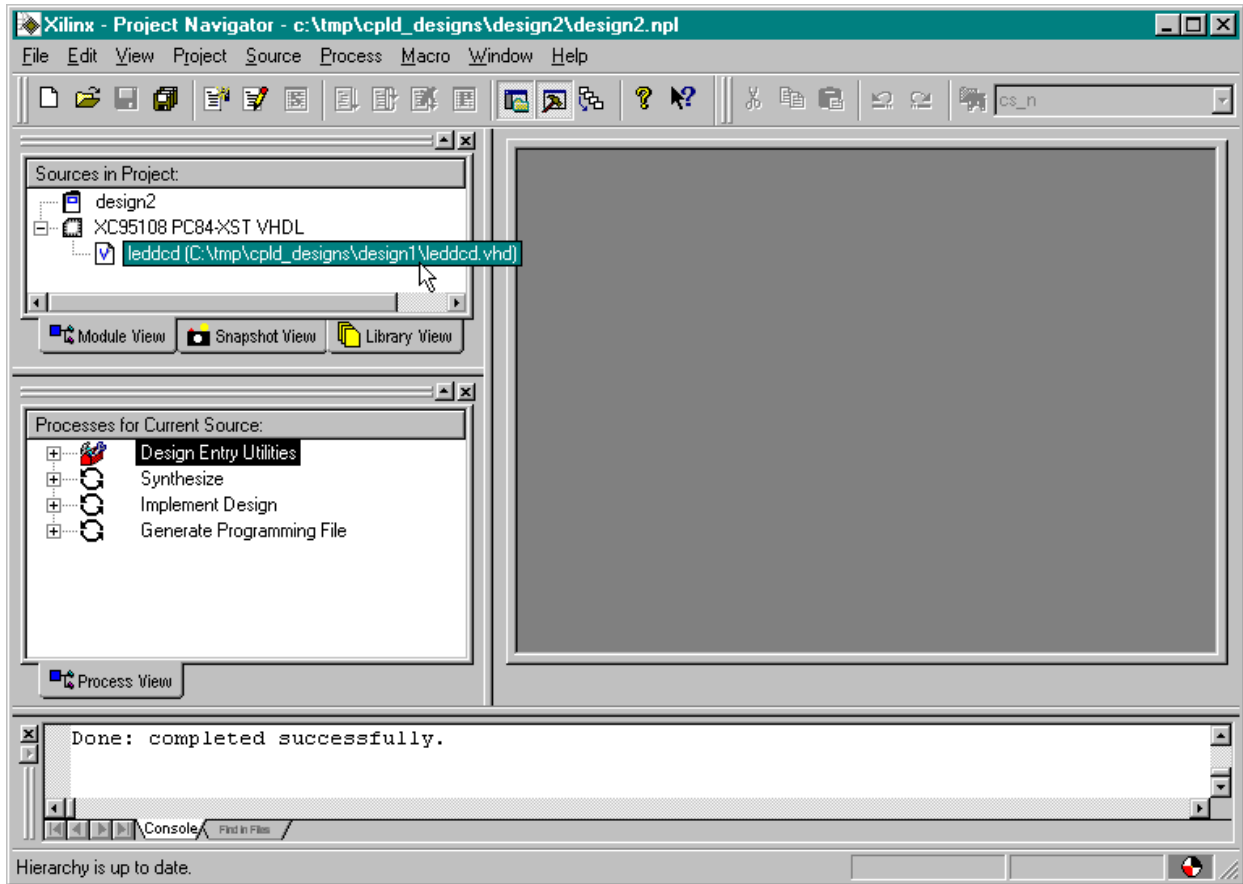 Xilinx - Project Navigator - c:\tmp\cpld_designs\design2\design2.npl
File Edit View Project Source Process Macro Window Help
cs_n
Sources in Project:
design2
XC95108 PC84-XST VHDL
leddcd (C:\tmp\cpld_designs\design1\leddcd.vhd)
Module View Snapshot View Library View
Processes for Current Source:
Design Entry Utilities
Synthesize
Implement Design
Generate Programming File
Process View
Done: completed successfully.
Console Find in Files
Hierarchy is up to date.